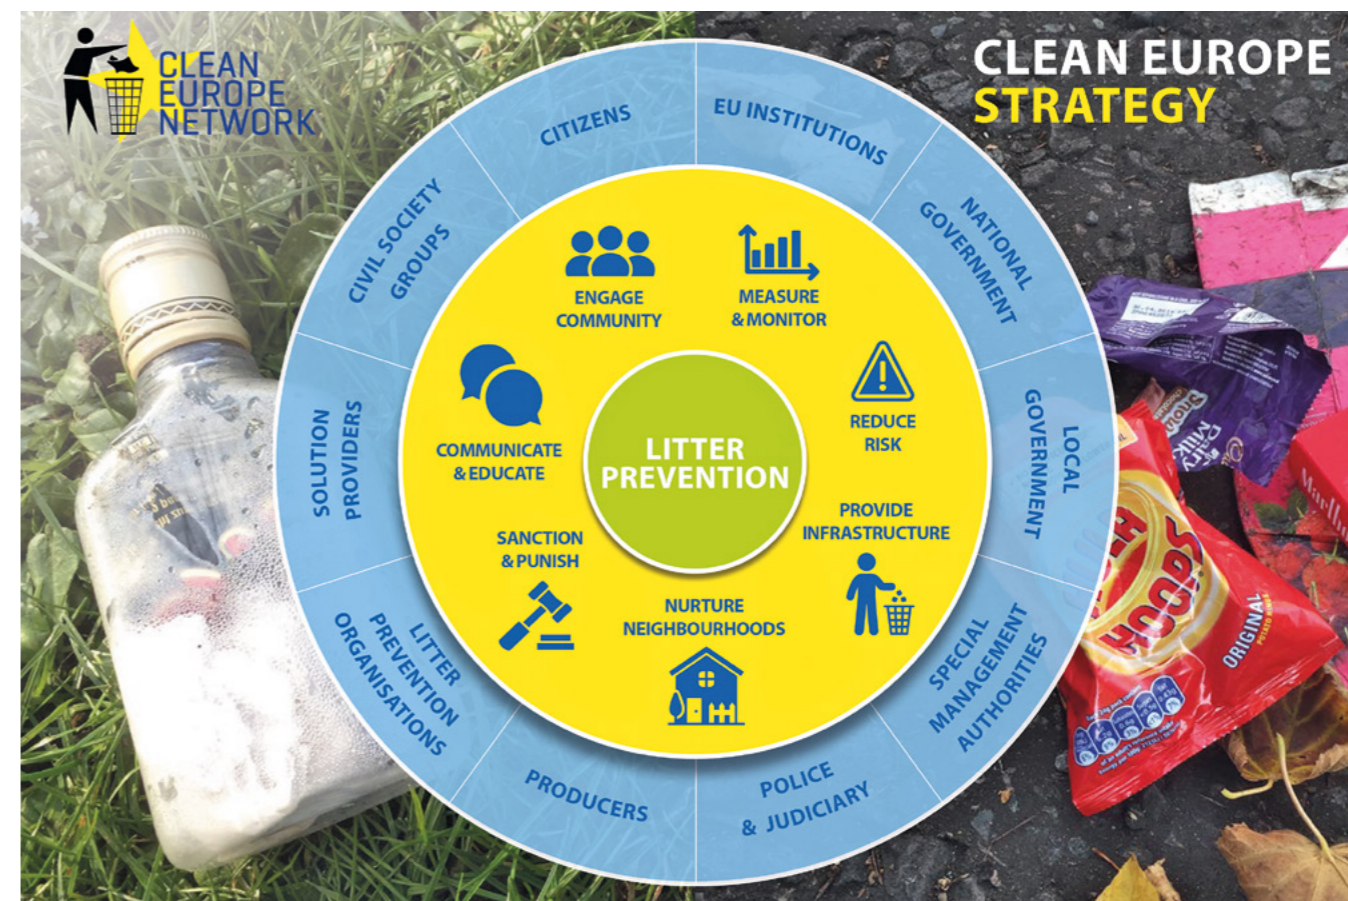 CLEAN
EUROPE
NETWORK
CLEAN EUROPE
STRATEGY
CITIZENS
EU INSTITUTIONS
NATIONAL
GOVERNMENT
LOCAL
GOVERNMENT
SPECIAL
MANAGEMENT
AUTHORITIES
POLICE
& JUDICIARY
PRODUCERS
LITTER
PREVENTION
ORGANISATIONS
SOLUTION
PROVIDERS
CIVIL SOCIETY
GROUPS
ENGAGE
COMMUNITY
MEASURE
& MONITOR
REDUCE
RISK
PROVIDE
INFRASTRUCTURE
NURTURE
NEIGHBOURHOODS
SANCTION
& PUNISH
COMMUNICATE
& EDUCATE
LITTER
PREVENTION
Dairy
Milk
HOOPS
ORIGINAL